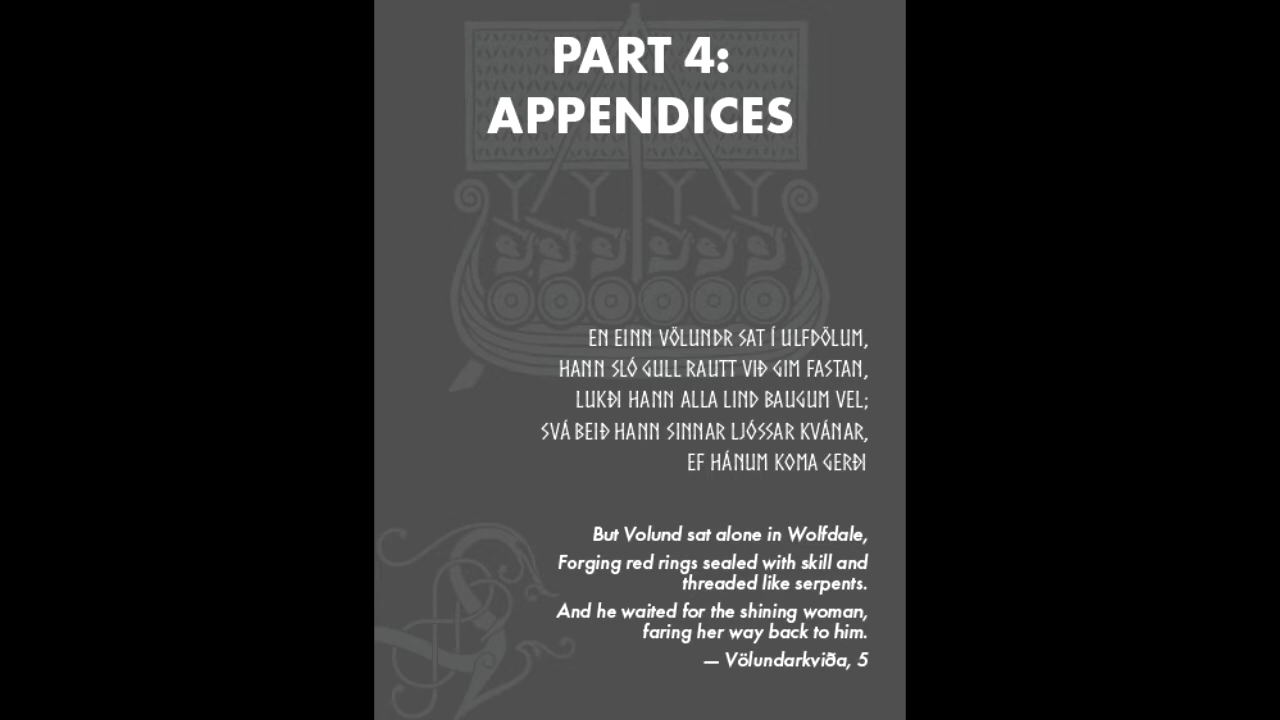 PART 4:
APPENDICES
EN EINN VÖLUNDR SAT Í ULFDÖLUM,
HANN SLÓ GULL RAUTT VIÐ GIM FASTAN,
LUKÐI HANN ALLA LIND BAUGUM VEL;
SVÁ BEIÐ HANN SINNAR LJÓSSAR KVÁNAR,
EF HÁNUM KOMA GERÐI
But Volund sat alone in Wolfdale,
Forging red rings sealed with skill and
threaded like serpents.
And he waited for the shining woman,
faring her way back to him.
— Völundarkviða, 5